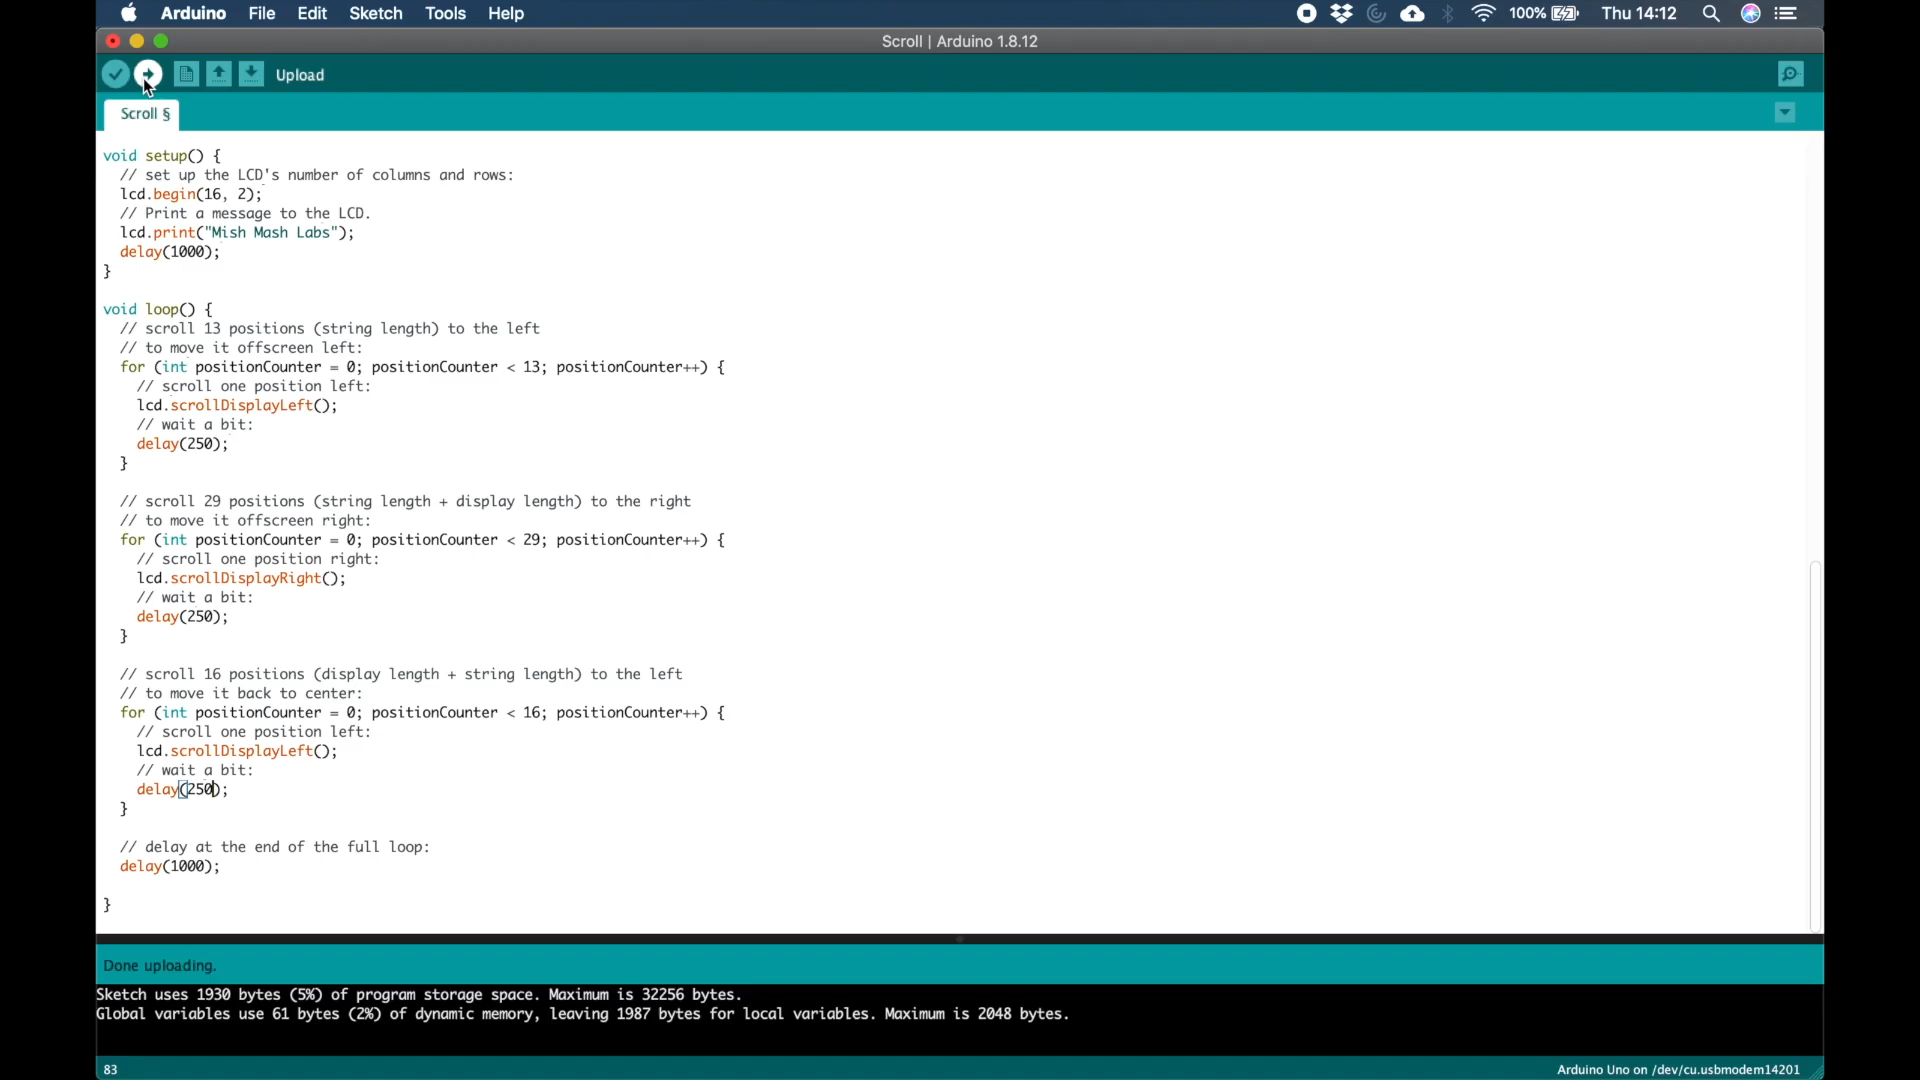 Arduino File Edit Sketch Tools Help 100% Thu 14:12
Scroll | Arduino 1.8.12
Upload
Scroll §
void setup() {
// set up the LCD's number of columns and rows:
lcd.begin(16, 2);
// Print a message to the LCD.
lcd.print("Mish Mash Labs");
delay(1000);
}
void loop() {
// scroll 13 positions (string length) to the left
// to move it offscreen left:
for (int positionCounter = 0; positionCounter < 13; positionCounter++) {
// scroll one position left:
lcd.scrollDisplayLeft();
// wait a bit:
delay(250);
}
// scroll 29 positions (string length + display length) to the right
// to move it offscreen right:
for (int positionCounter = 0; positionCounter < 29; positionCounter++) {
// scroll one position right:
lcd.scrollDisplayRight();
// wait a bit:
delay(250);
}
// scroll 16 positions (display length + string length) to the left
// to move it back to center:
for (int positionCounter = 0; positionCounter < 16; positionCounter++) {
// scroll one position left:
lcd.scrollDisplayLeft();
// wait a bit:
delay(250);
}
// delay at the end of the full loop:
delay(1000);
}
Done uploading.
Sketch uses 1930 bytes (5%) of program storage space. Maximum is 32256 bytes.
Global variables use 61 bytes (2%) of dynamic memory, leaving 1987 bytes for local variables. Maximum is 2048 bytes.
83 Arduino Uno on /dev/cu.usbmodem14201